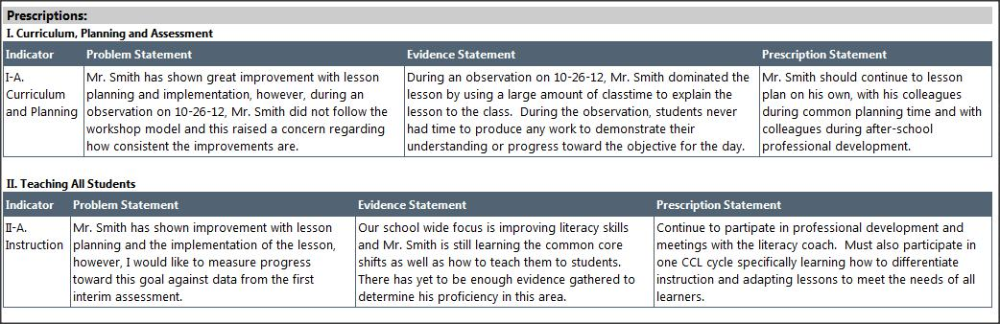 Prescriptions:
I. Curriculum, Planning and Assessment
Indicator Problem Statement Evidence Statement Prescription Statement
I-A.
Curriculum
and Planning
Mr. Smith has shown great improvement with lesson
planning and implementation, however, during an
observation on 10-26-12, Mr. Smith did not follow the
workshop model and this raised a concern regarding
how consistent the improvements are.
During an observation on 10-26-12, Mr. Smith dominated the
lesson by using a large amount of classtime to explain the
lesson to the class. During the observation, students never
had time to produce any work to demonstrate their
understanding or progress toward the objective for the day.
Mr. Smith should continue to lesson
plan on his own, with his colleagues
during common planning time and with
colleagues during after-school
professional development.
II. Teaching All Students
Indicator Problem Statement Evidence Statement Prescription Statement
II-A.
Instruction
Mr. Smith has shown improvement with lesson
planning and the implementation of the lesson,
however, I would like to measure progress
toward this goal against data from the first
interim assessment.
Our school wide focus is improving literacy skills
and Mr. Smith is still learning the common core
shifts as well as how to teach them to students.
There has yet to be enough evidence gathered to
determine his proficiency in this area.
Continue to partipate in professional development and
meetings with the literacy coach. Must also participate in
one CCL cycle specifically learning how to differentiate
instruction and adapting lessons to meet the needs of all
learners.